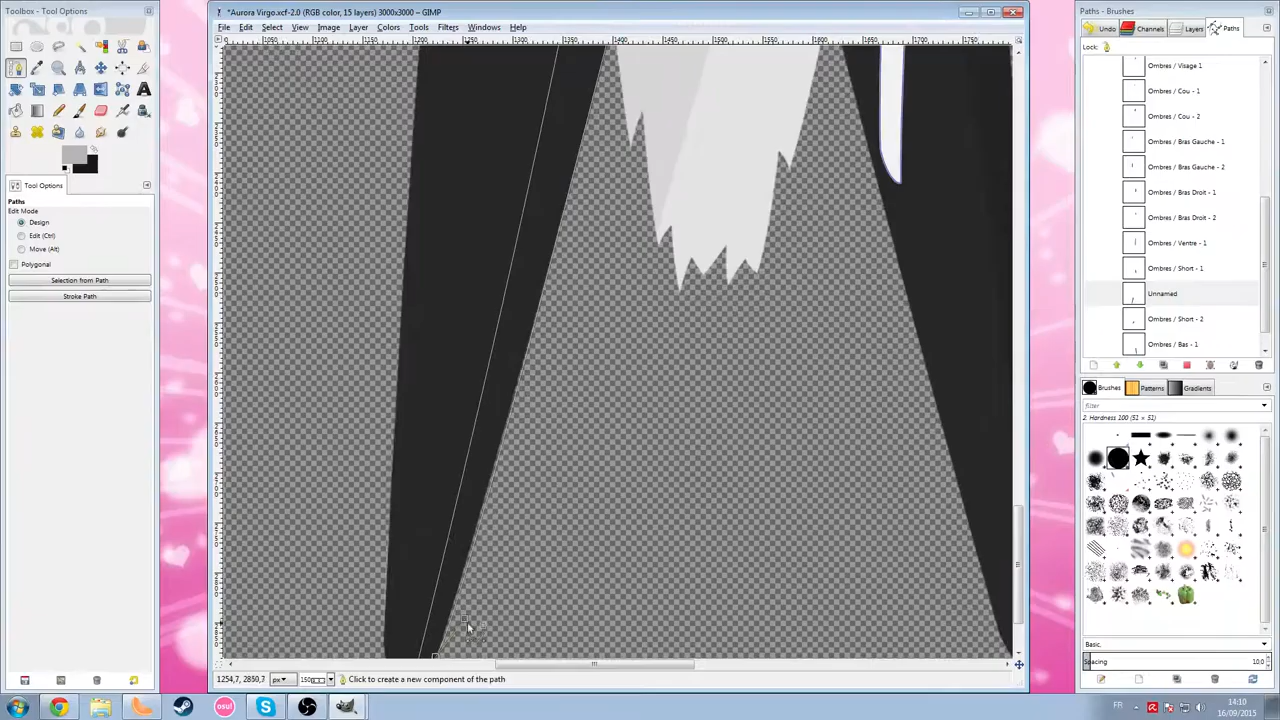 Toolbox - Tool Options
*Aurora Virgo.xcf-2.0 (RGB color, 15 layers) 3000x3000 – GIMP
Paths - Brushes
File Edit Select View Image Layer Colors Tools Filters Windows Help
Undo Channels Layers Paths
Lock:
Ombres / Visage 1
Ombres / Cou - 1
Ombres / Cou - 2
Ombres / Bras Gauche - 1
Ombres / Bras Gauche - 2
Ombres / Bras Droit - 1
Ombres / Bras Droit - 2
Ombres / Ventre - 1
Ombres / Short - 1
Unnamed
Ombres / Short - 2
Ombres / Bas - 1
Tool Options
Paths
Edit Mode
Design
Edit (Ctrl)
Move (Alt)
Polygonal
Selection from Path
Stroke Path
Brushes Patterns Gradients
filter
2. Hardness 100 (51 × 51)
Basic,
Spacing 10,0
1254,7, 2850,7 px 150 Click to create a new component of the path
osu!
FR
14:10
16/09/2015